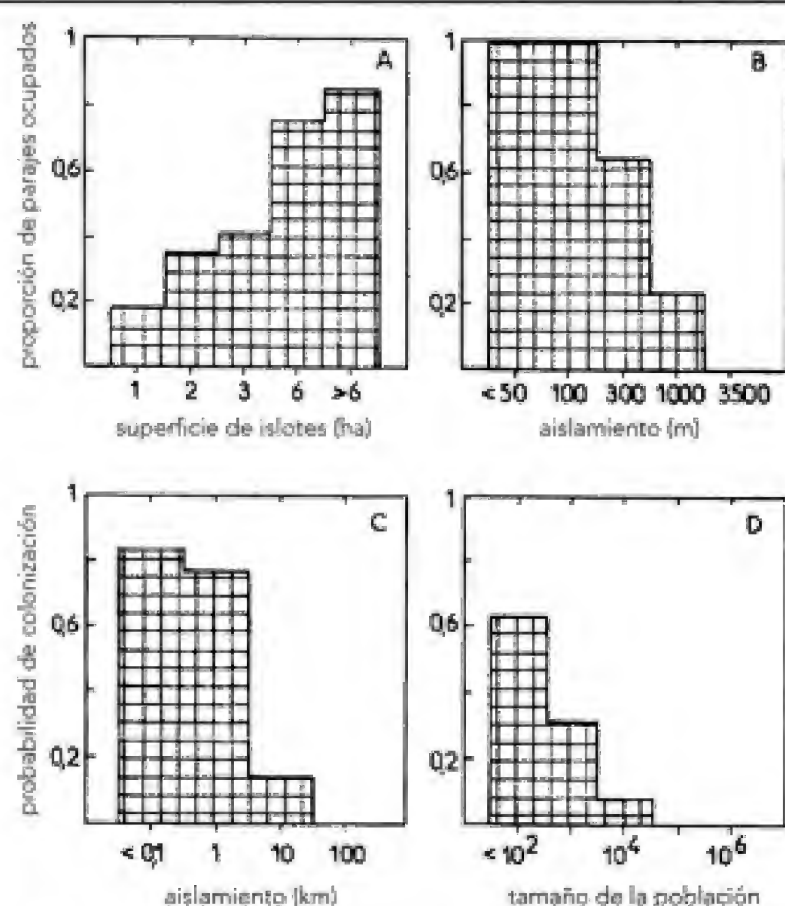 proporción de parajes ocupados
1
0,6
0,2
A
1 2 3 6 >6
superficie de islotes (ha)
1
0,6
0,2
B
<50 100 300 1000 3500
aislamiento (m)
probabilidad de colonización
1
0,6
0,2
C
<0,1 1 10 100
aislamiento (km)
1
0,6
0,2
D
<10² 10⁴ 10⁶
tamaño de la población